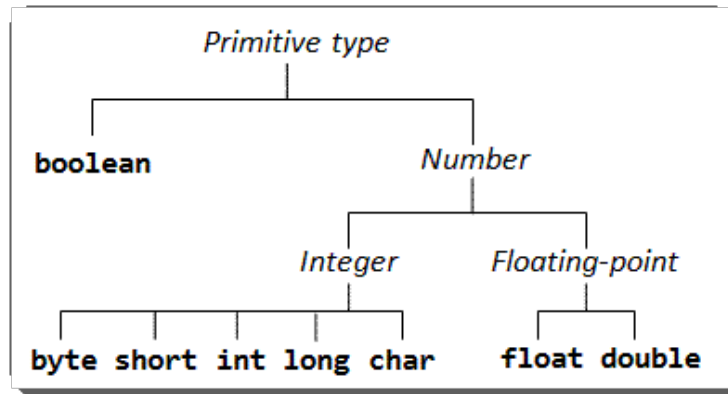 Primitive type
boolean
Number
Integer
Floating-point
byte short int long char
float double